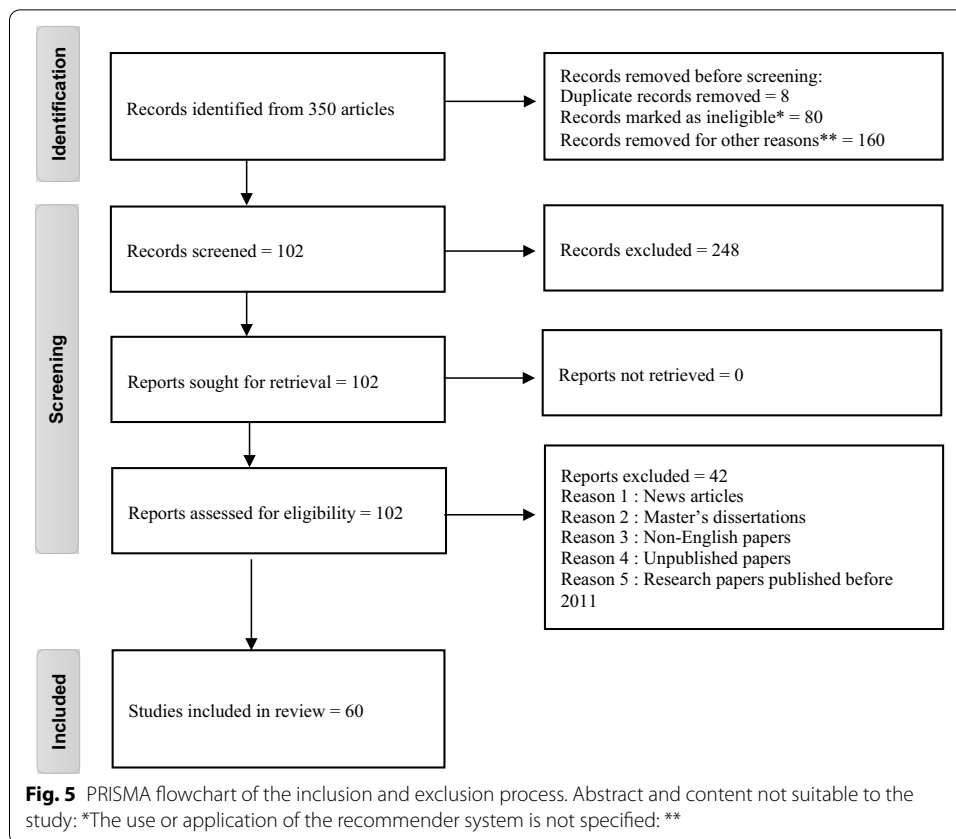 Identification
Records identified from 350 articles
Records removed before screening:
Duplicate records removed = 8
Records marked as ineligible* = 80
Records removed for other reasons** = 160
Screening
Records screened = 102
Records excluded = 248
Reports sought for retrieval = 102
Reports not retrieved = 0
Reports assessed for eligibility = 102
Reports excluded = 42
Reason 1 : News articles
Reason 2 : Master's dissertations
Reason 3 : Non-English papers
Reason 4 : Unpublished papers
Reason 5 : Research papers published before
2011
Included
Studies included in review = 60
Fig. 5 PRISMA flowchart of the inclusion and exclusion process. Abstract and content not suitable to the
study: *The use or application of the recommender system is not specified: **